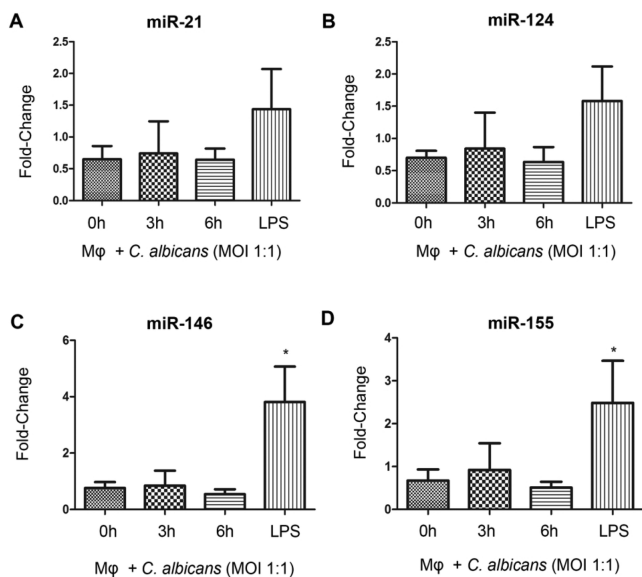 A
miR-21
Fold-Change
2.5
2.0
1.5
1.0
0.5
0.0
0h 3h 6h LPS
Mφ + C. albicans (MOI 1:1)
B
miR-124
Fold-Change
2.5
2.0
1.5
1.0
0.5
0.0
0h 3h 6h LPS
Mφ + C. albicans (MOI 1:1)
C
miR-146
Fold-Change
6
4
2
0
*
0h 3h 6h LPS
Mφ + C. albicans (MOI 1:1)
D
miR-155
Fold-Change
4
3
2
1
0
*
0h 3h 6h LPS
Mφ + C. albicans (MOI 1:1)